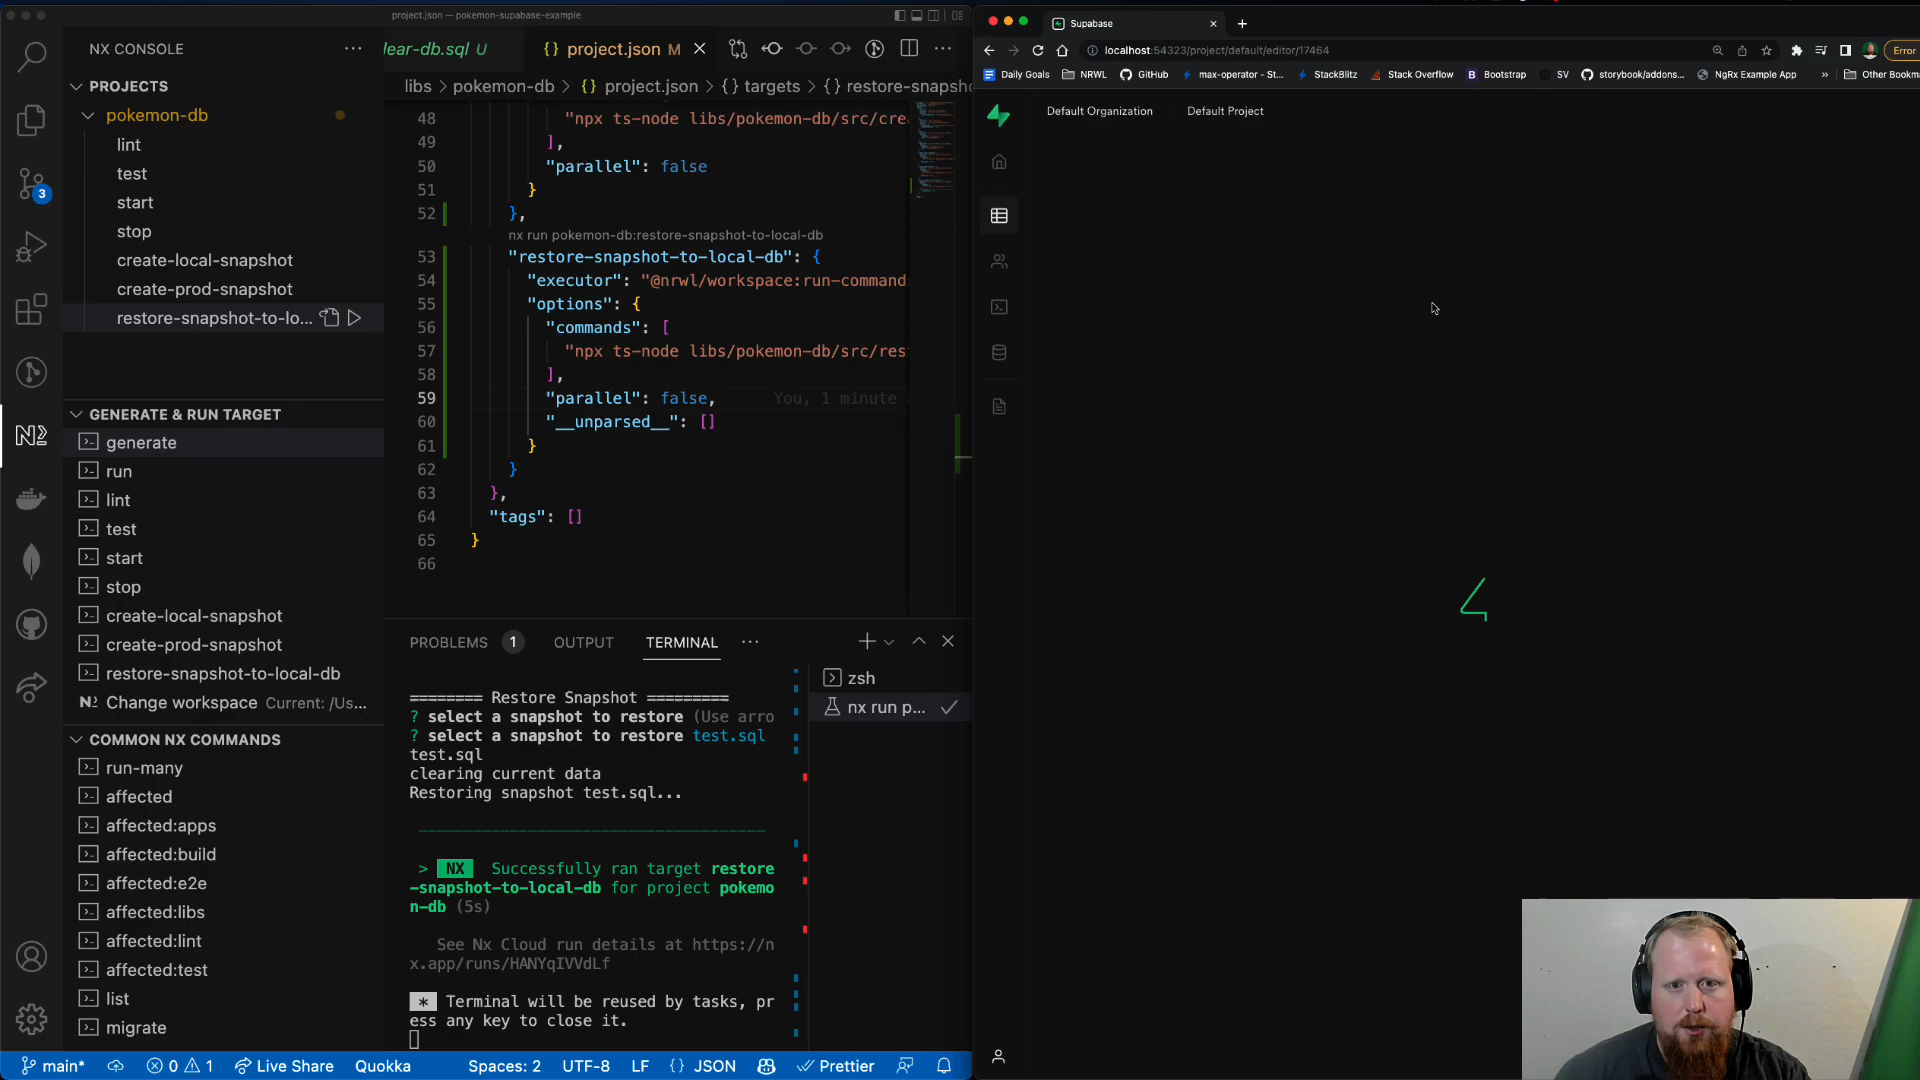 project.json — pokemon-supabase-example
NX CONSOLE
PROJECTS
pokemon-db
lint
test
start
stop
create-local-snapshot
create-prod-snapshot
restore-snapshot-to-lo...
GENERATE & RUN TARGET
generate
run
lint
test
start
stop
create-local-snapshot
create-prod-snapshot
restore-snapshot-to-local-db
Change workspace Current: /Us...
COMMON NX COMMANDS
run-many
affected
affected:apps
affected:build
affected:e2e
affected:libs
affected:lint
affected:test
list
migrate
3
lear-db.sql U
{} project.json M
libs > pokemon-db > {} project.json > {} targets > {} restore-snapsh
48 "npx ts-node libs/pokemon-db/src/cre
49 ],
50 "parallel": false
51 }
52 },
nx run pokemon-db:restore-snapshot-to-local-db
53 "restore-snapshot-to-local-db": {
54 "executor": "@nrwl/workspace:run-command
55 "options": {
56 "commands": [
57 "npx ts-node libs/pokemon-db/src/res
58 ],
59 "parallel": false, You, 1 minute
60 "__unparsed__": []
61 }
62 }
63 },
64 "tags": []
65 }
66
PROBLEMS 1 OUTPUT TERMINAL
======== Restore Snapshot =========
? select a snapshot to restore (Use arro
? select a snapshot to restore test.sql
test.sql
clearing current data
Restoring snapshot test.sql...
> NX Successfully ran target restore
-snapshot-to-local-db for project pokemo
n-db (5s)
See Nx Cloud run details at https://n
x.app/runs/HANYqIVVdLf
* Terminal will be reused by tasks, pr
ess any key to close it.
zsh
nx run p...
main* 0 1 Live Share Quokka Spaces: 2 UTF-8 LF {} JSON Prettier
Supabase
localhost:54323/project/default/editor/17464
Error
Daily Goals NRWL GitHub max-operator - St... StackBlitz Stack Overflow Bootstrap SV storybook/addons... NgRx Example App » Other Bookm
Default Organization Default Project